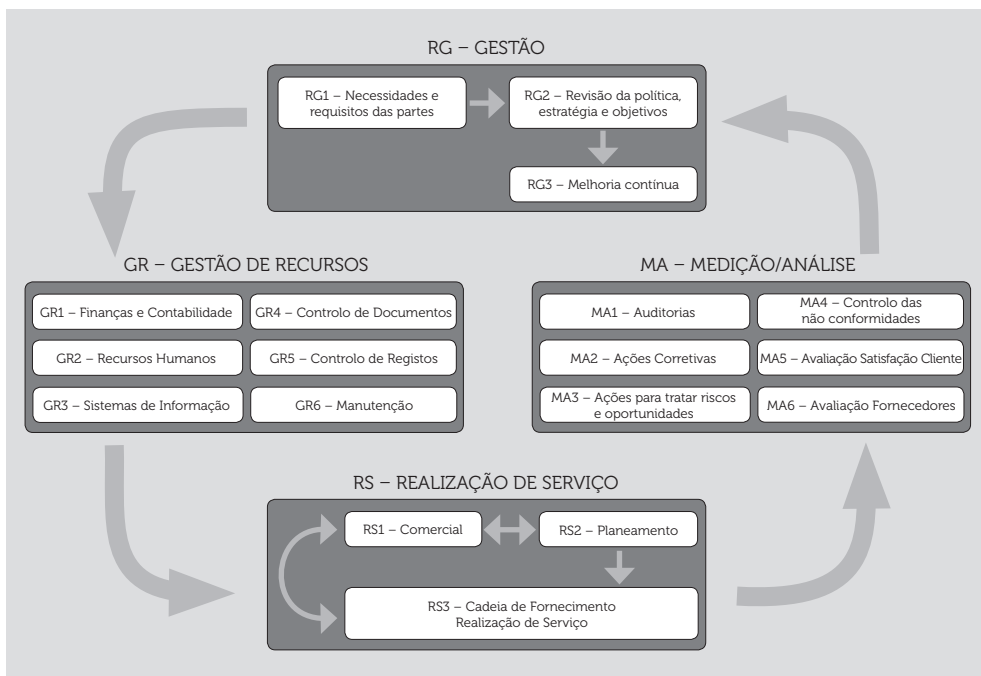 RG – GESTÃO
RG1 – Necessidades e
requisitos das partes
RG2 – Revisão da política,
estratégia e objetivos
RG3 – Melhoria contínua
GR – GESTÃO DE RECURSOS
GR1 – Finanças e Contabilidade
GR4 – Controlo de Documentos
GR2 – Recursos Humanos
GR5 – Controlo de Registos
GR3 – Sistemas de Informação
GR6 – Manutenção
MA – MEDIÇÃO/ANÁLISE
MA1 – Auditorias
MA4 – Controlo das
não conformidades
MA2 – Ações Corretivas
MA5 – Avaliação Satisfação Cliente
MA3 – Ações para tratar riscos
e oportunidades
MA6 – Avaliação Fornecedores
RS – REALIZAÇÃO DE SERVIÇO
RS1 – Comercial
RS2 – Planeamento
RS3 – Cadeia de Fornecimento
Realização de Serviço